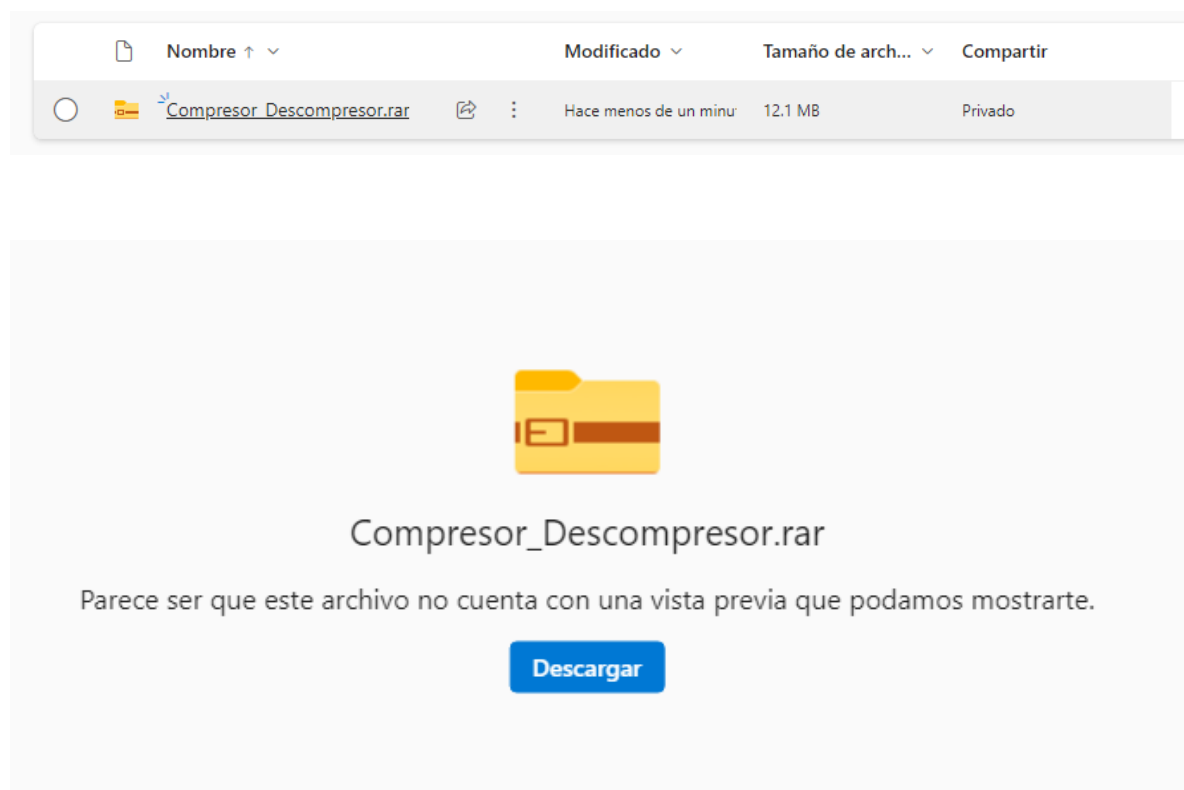 Nombre Modificado Tamaño de arch... Compartir
Compresor_Descompresor.rar Hace menos de un minu 12.1 MB Privado
Compresor_Descompresor.rar
Parece ser que este archivo no cuenta con una vista previa que podamos mostrarte.
Descargar